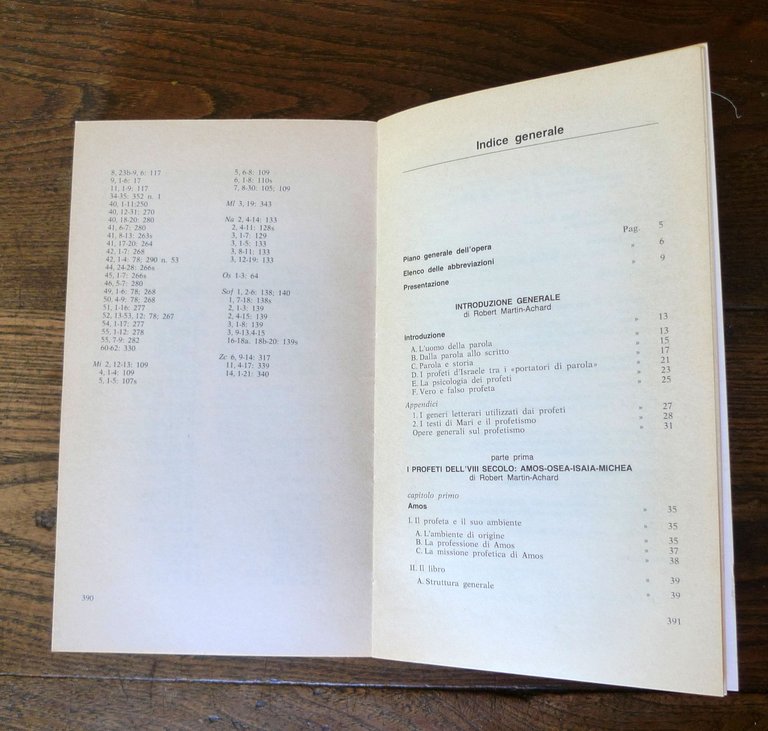 8, 23b-9, 6: 117
9, 1-6: 17
11, 1-9: 117
34-35: 352 n. 1
40, 1-11;250
40, 12-31: 270
40, 18-20: 280
41, 6-7: 280
41, 8-13: 263s
41, 17-20: 264
42, 1-7: 268
42, 1-4: 78; 290 n. 53
44, 24-28: 266s
45, 1-7: 266s
46, 5-7: 280
49, 1-6: 78; 268
50, 4-9: 78; 268
51, 1-16: 277
52, 13-53, 12: 78; 267
54, 1-17: 277
55, 1-12: 278
55, 7-9: 282
60-62: 330
Mi 2, 12-13: 109
4, 1-4: 109
5, 1-5: 107s
5, 6-8: 109
6, 1-8: 110s
7, 8-30: 105; 109
Ml 3, 19: 343
Na 2, 4-14: 133
2, 4-11: 128s
3, 1-7: 129
3, 1-5: 133
3, 8-11: 133
3, 12-19: 133
Os 1-3: 64
Sof 1, 2-6: 138; 140
1, 7-18: 138s
2, 1-3: 139
2, 4-15: 139
3, 1-8: 139
3, 9-13.4-15
16-18a. 18b-20: 139s
Zc 6, 9-14: 317
11, 4-17: 339
14, 1-21: 340
390
Indice generale
Pag. 5
Piano generale dell'opera » 6
Elenco delle abbreviazioni » 9
Presentazione
INTRODUZIONE GENERALE
di Robert Martin-Achard
» 13
Introduzione » 13
A. L'uomo della parola » 15
B. Dalla parola allo scritto » 17
C. Parola e storia » 21
D. I profeti d'Israele tra i «portatori di parola» » 23
E. La psicologia dei profeti » 25
F. Vero e falso profeta
Appendici » 27
1. I generi letterari utilizzati dai profeti » 28
2. I testi di Mari e il profetismo » 31
Opere generali sul profetismo
parte prima
I PROFETI DELL'VIII SECOLO: AMOS-OSEA-ISAIA-MICHEA
di Robert Martin-Achard
capitolo primo
Amos » 35
I. Il profeta e il suo ambiente » 35
A. L'ambiente di origine » 35
B. La professione di Amos » 37
C. La missione profetica di Amos » 38
II. Il libro » 39
A. Struttura generale » 39
391